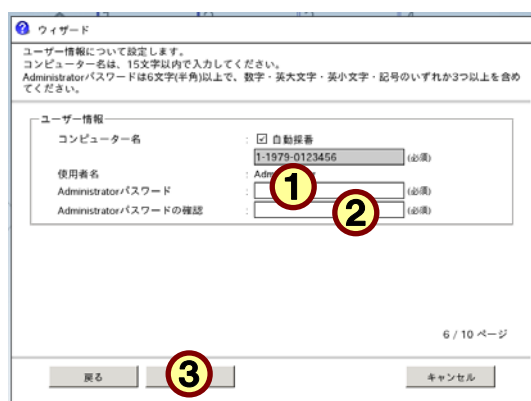 ウィザード
ユーザー情報について設定します。
コンピューター名は、15文字以内で入力してください。
Administratorパスワードは6文字(半角)以上で、数字・英大文字・英小文字・記号のいずれか3つ以上を含め
てください。
ユーザー情報
コンピューター名 : 自動採番
1-1979-0123456 (必須)
使用者名 :
Administratorパスワード : 1 (必須)
Administratorパスワードの確認 : 2 (必須)
6 / 10 ページ
戻る 3 キャンセル